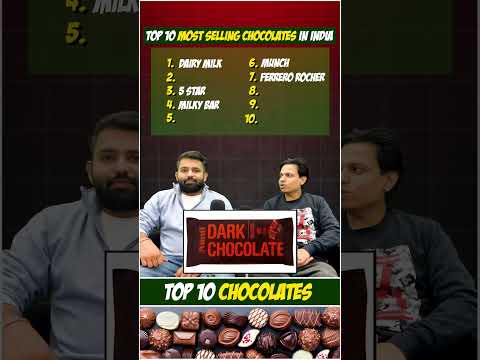 TOP 10 MOST SELLING CHOCOLATES IN INDIA
1. DAIRY MILK
2.
3. 5 STAR
4. MILKY BAR
5.
6. MUNCH
7. FERRERO ROCHER
8.
9.
10.
Amul
DARK
CHOCOLATE
TOP 10 CHOCOLATES